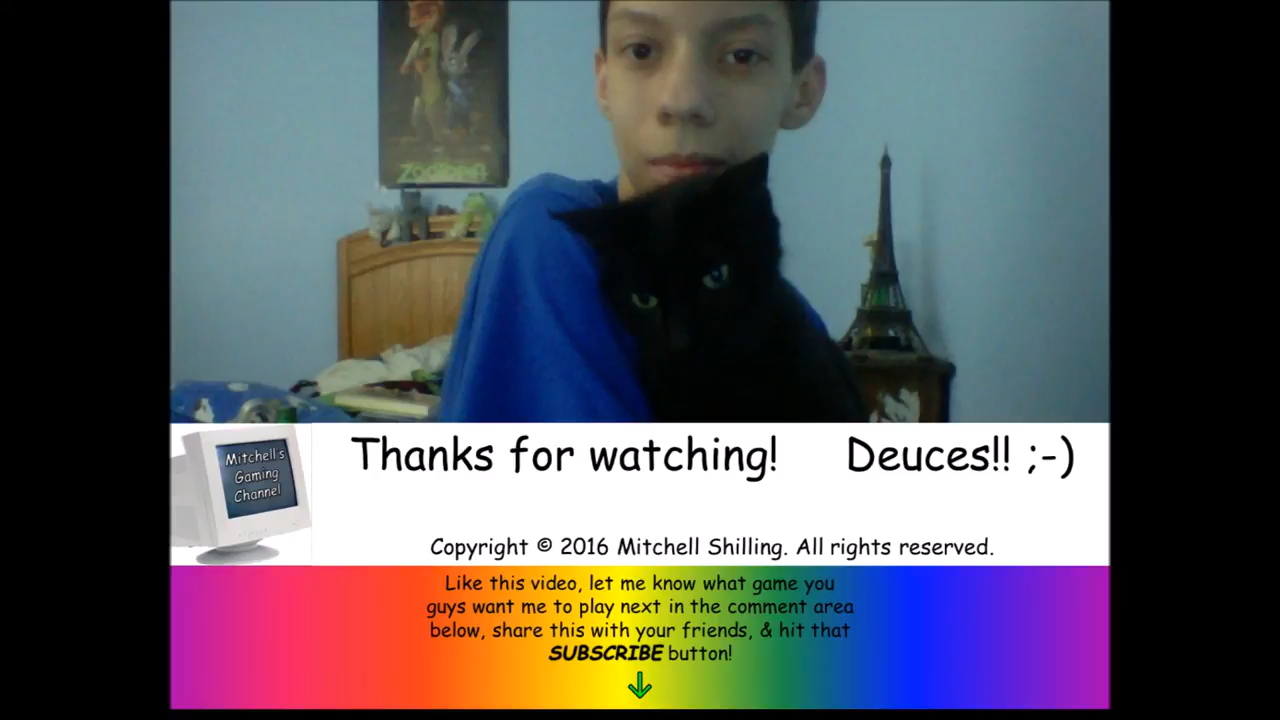 Zootopia
Mitchell's
Gaming
Channel
Thanks for watching! Deuces!! ;-)
Copyright © 2016 Mitchell Shilling. All rights reserved.
Like this video, let me know what game you
guys want me to play next in the comment area
below, share this with your friends, & hit that
SUBSCRIBE button!